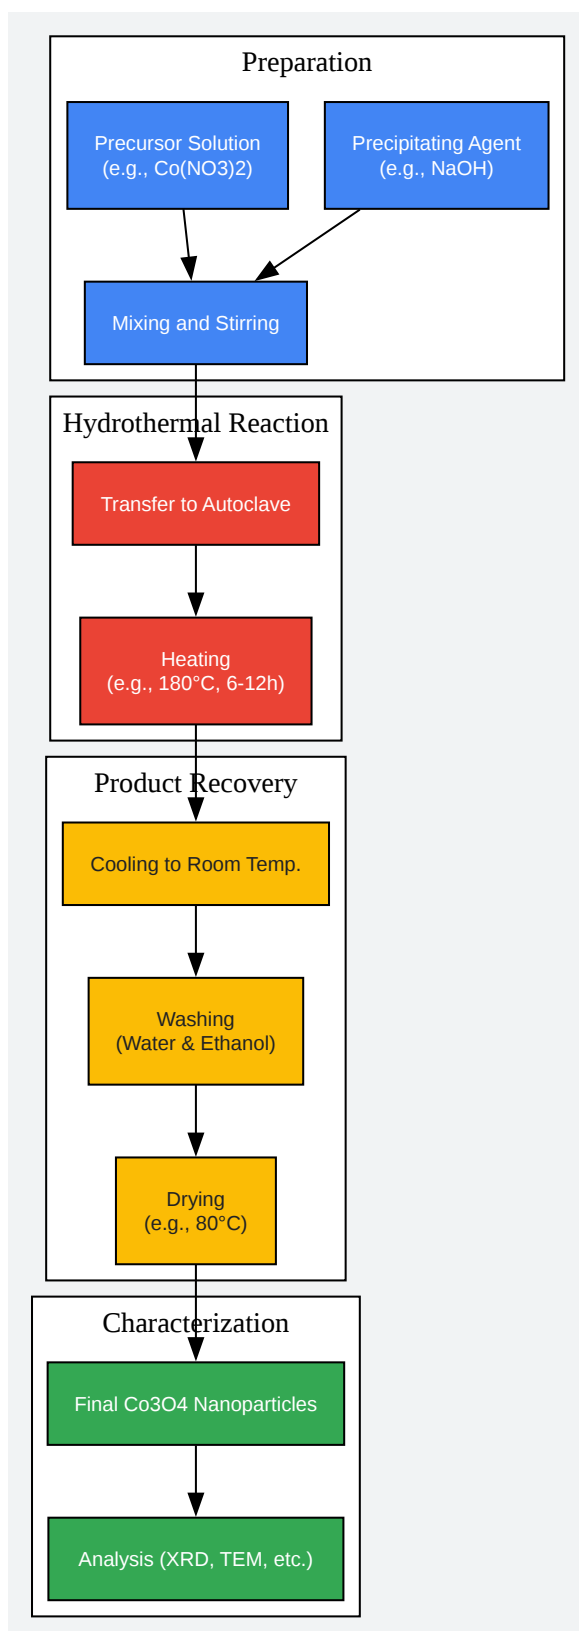 Preparation
Precursor Solution
(e.g., Co(NO3)2)
Precipitating Agent
(e.g., NaOH)
Mixing and Stirring
Hydrothermal Reaction
Transfer to Autoclave
Heating
(e.g., 180°C, 6-12h)
Product Recovery
Cooling to Room Temp.
Washing
(Water & Ethanol)
Drying
(e.g., 80°C)
Characterization
Final Co3O4 Nanoparticles
Analysis (XRD, TEM, etc.)